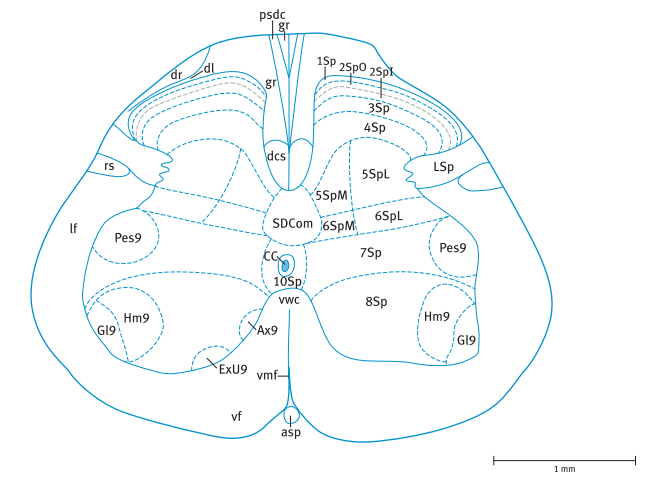 psdc
gr
dr
dl
gr
1Sp
2SpO
2SpI
3Sp
4Sp
dcs
rs
5SpL
LSp
5SpM
6SpL
lf
SDCom
6SpM
Pes9
7Sp
Pes9
CC
10Sp
vwc
8Sp
Hm9
Hm9
Gl9
Ax9
Gl9
ExU9
vmf
vf
asp
1 mm